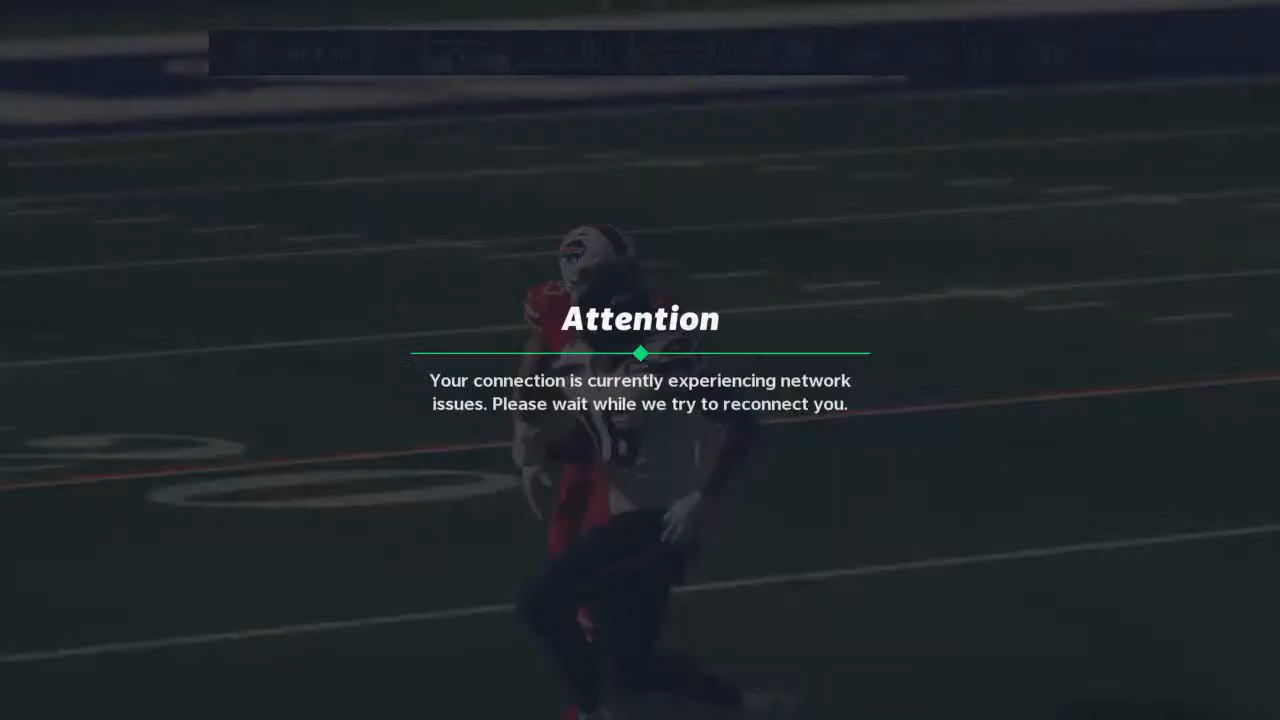 Attention
Your connection is currently experiencing network
issues. Please wait while we try to reconnect you.